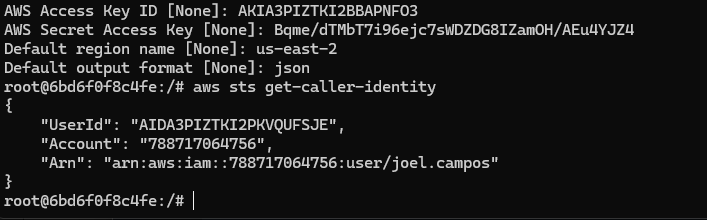 AWS Access Key ID [None]: AKIA3PIZTKI2BBAPNFO3
AWS Secret Access Key [None]: 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
Default region name [None]: us-east-2
Default output format [None]: json
root@6bd6f0f8c4fe:/# aws sts get-caller-identity
{
    "UserId": "AIDA3PIZTKI2PKVQUFSJE",
    "Account": "788717064756",
    "Arn": "arn:aws:iam::788717064756:user/joel.campos"
}
root@6bd6f0f8c4fe:/#